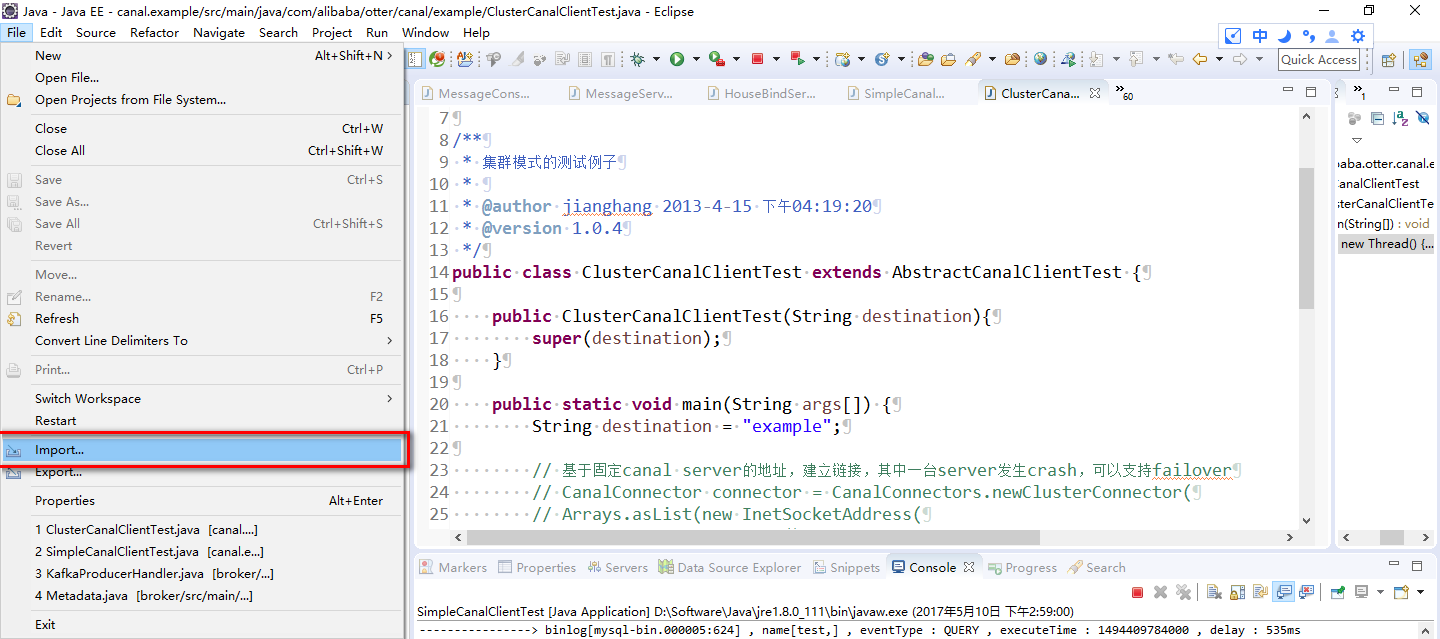 Java - Java EE - canal.example/src/main/java/com/alibaba/otter/canal/example/ClusterCanalClientTest.java - Eclipse
File Edit Source Refactor Navigate Search Project Run Window Help
中
Quick Access
New Alt+Shift+N
Open File...
Open Projects from File System...
Close Ctrl+W
Close All Ctrl+Shift+W
Save Ctrl+S
Save As...
Save All Ctrl+Shift+S
Revert
Move...
Rename... F2
Refresh F5
Convert Line Delimiters To
Print... Ctrl+P
Switch Workspace
Restart
Import...
Export...
Properties Alt+Enter
1 ClusterCanalClientTest.java [canal....]
2 SimpleCanalClientTest.java [canal.e...]
3 KafkaProducerHandler.java [broker/...]
4 Metadata.java [broker/src/main/...]
Exit
MessageCons... MessageServ... HouseBindSer... SimpleCanal... ClusterCana... »60
7¶
8/**¶
9 * 集群模式的测试例子¶
10 * ¶
11 * @author jianghang 2013-4-15 下午04:19:20¶
12 * @version 1.0.4¶
13 */¶
14public class ClusterCanalClientTest extends AbstractCanalClientTest {¶
15¶
16 ····public ClusterCanalClientTest(String destination){¶
17 ········super(destination);¶
18 ····}¶
19¶
20 ····public static void main(String args[]) {¶
21 ········String destination = "example";¶
22¶
23 ········// 基于固定canal server的地址，建立链接，其中一台server发生crash，可以支持failover¶
24 ········// CanalConnector connector = CanalConnectors.newClusterConnector(¶
25 ········// Arrays.asList(new InetSocketAddress(¶
»1
baba.otter.canal.e
CanalClientTest
sterCanalClientTe
n(String[]) : void
new Thread() {...
Markers Properties Servers Data Source Explorer Snippets Console Progress Search
SimpleCanalClientTest [Java Application] D:\Software\Java\jre1.8.0_111\bin\javaw.exe (2017年5月10日 下午2:59:00)
----------------> binlog[mysql-bin.000005:624] , name[test,] , eventType : QUERY , executeTime : 1494409784000 , delay : 535ms